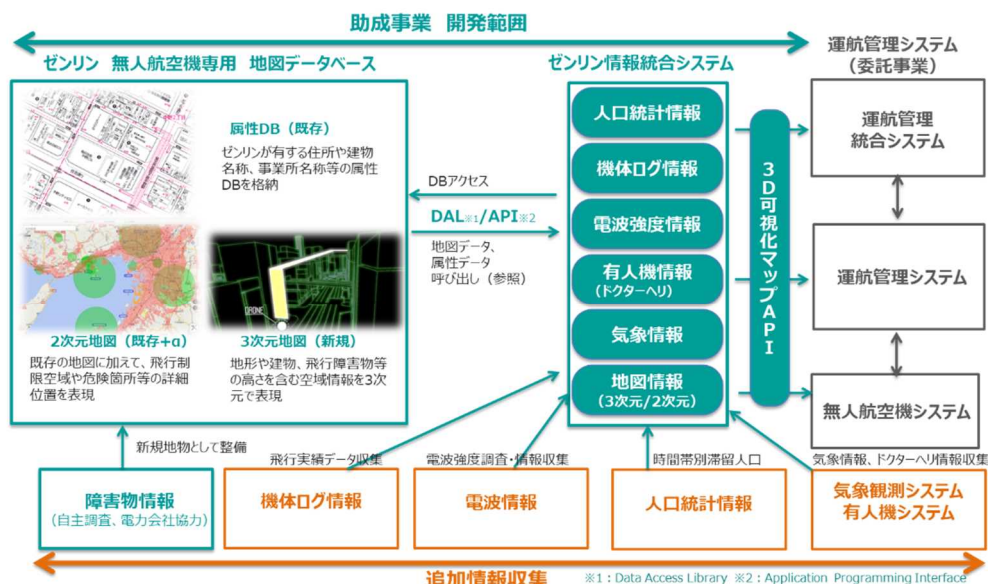 助成事業 開発範囲
ゼンリン 無人航空機専用 地図データベース
ゼンリン情報統合システム
運航管理システム
(委託事業)
属性DB(既存)
ゼンリンが有する住所や建物
名称、事業所名称等の属性
DBを格納
2次元地図(既存+α)
既存の地図に加えて、飛行制
限空域や危険箇所等の詳細
位置を表現
DRONE
3次元地図(新規)
地形や建物、飛行障害物等
の高さを含む空域情報を3次
元で表現
DBアクセス
DAL※1/API※2
地図データ、
属性データ
呼び出し(参照)
人口統計情報
機体ログ情報
電波強度情報
有人機情報
(ドクターヘリ)
気象情報
地図情報
(3次元/2次元)
3D可視化マップAPI
運航管理
統合システム
運航管理システム
無人航空機システム
新規地物として整備
飛行実績データ収集
電波強度調査・情報収集
時間帯別滞留人口
気象情報、ドクターヘリ情報収集
障害物情報
(自主調査、電力会社協力)
機体ログ情報
電波情報
人口統計情報
気象観測システム
有人機システム
追加情報収集
※1:Data Access Library ※2:Application Programming Interface